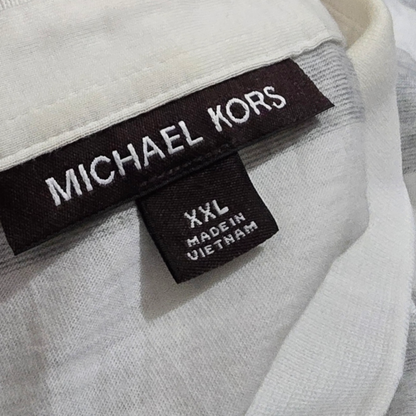 MICHAEL KORS
XXL
MADE IN
VIETNAM